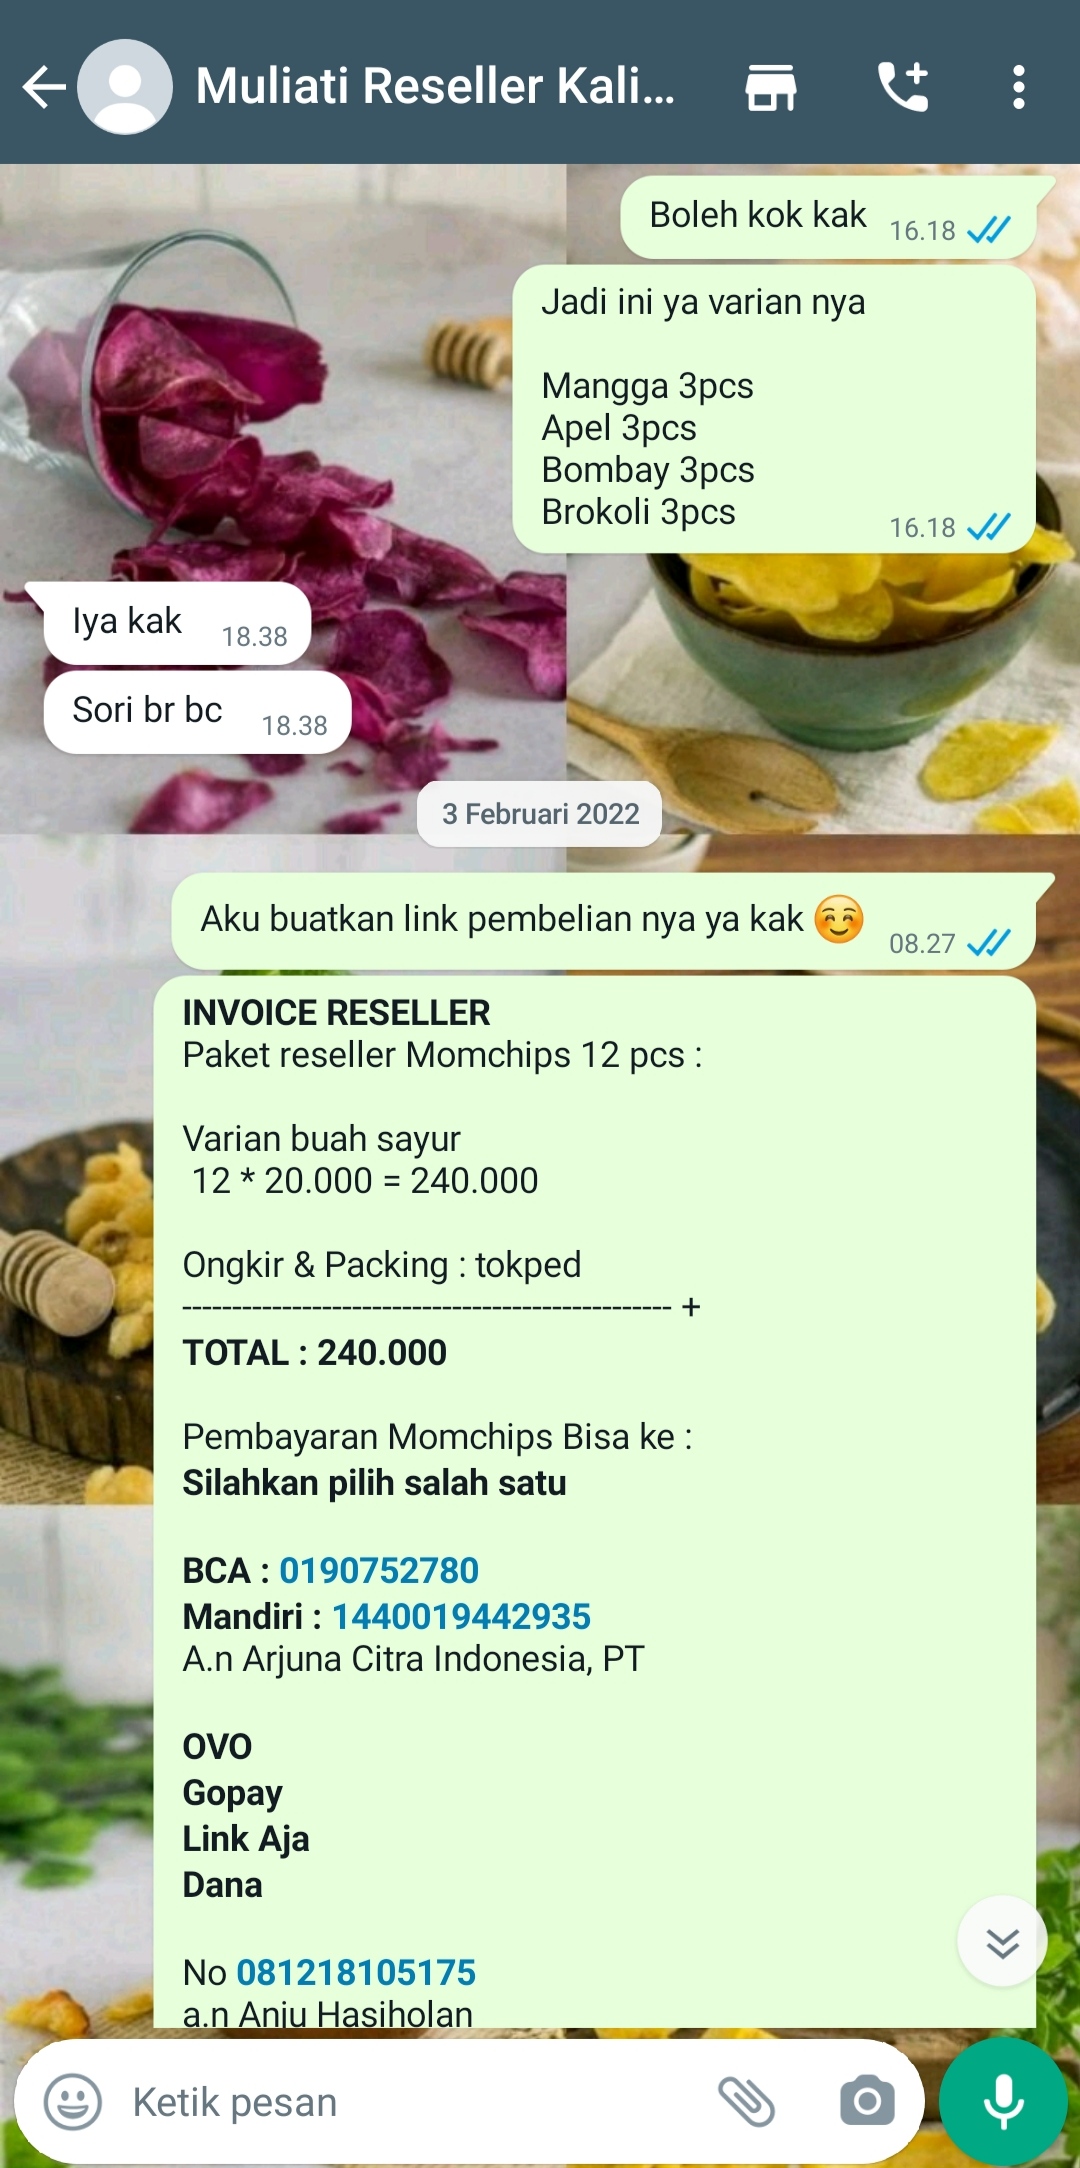 Muliati Reseller Kali...
Boleh kok kak 16.18
Jadi ini ya varian nya
Mangga 3pcs
Apel 3pcs
Bombay 3pcs
Brokoli 3pcs
16.18
Iya kak 18.38
Sori br bc 18.38
3 Februari 2022
Aku buatkan link pembelian nya ya kak ☺️ 08.27
INVOICE RESELLER
Paket reseller Momchips 12 pcs :
Varian buah sayur
12 * 20.000 = 240.000
Ongkir & Packing : tokped
------------------------------------------------- +
TOTAL : 240.000
Pembayaran Momchips Bisa ke :
Silahkan pilih salah satu
BCA : 0190752780
Mandiri : 1440019442935
A.n Arjuna Citra Indonesia, PT
OVO
Gopay
Link Aja
Dana
No 081218105175
a.n Anju Hasiholan
Ketik pesan